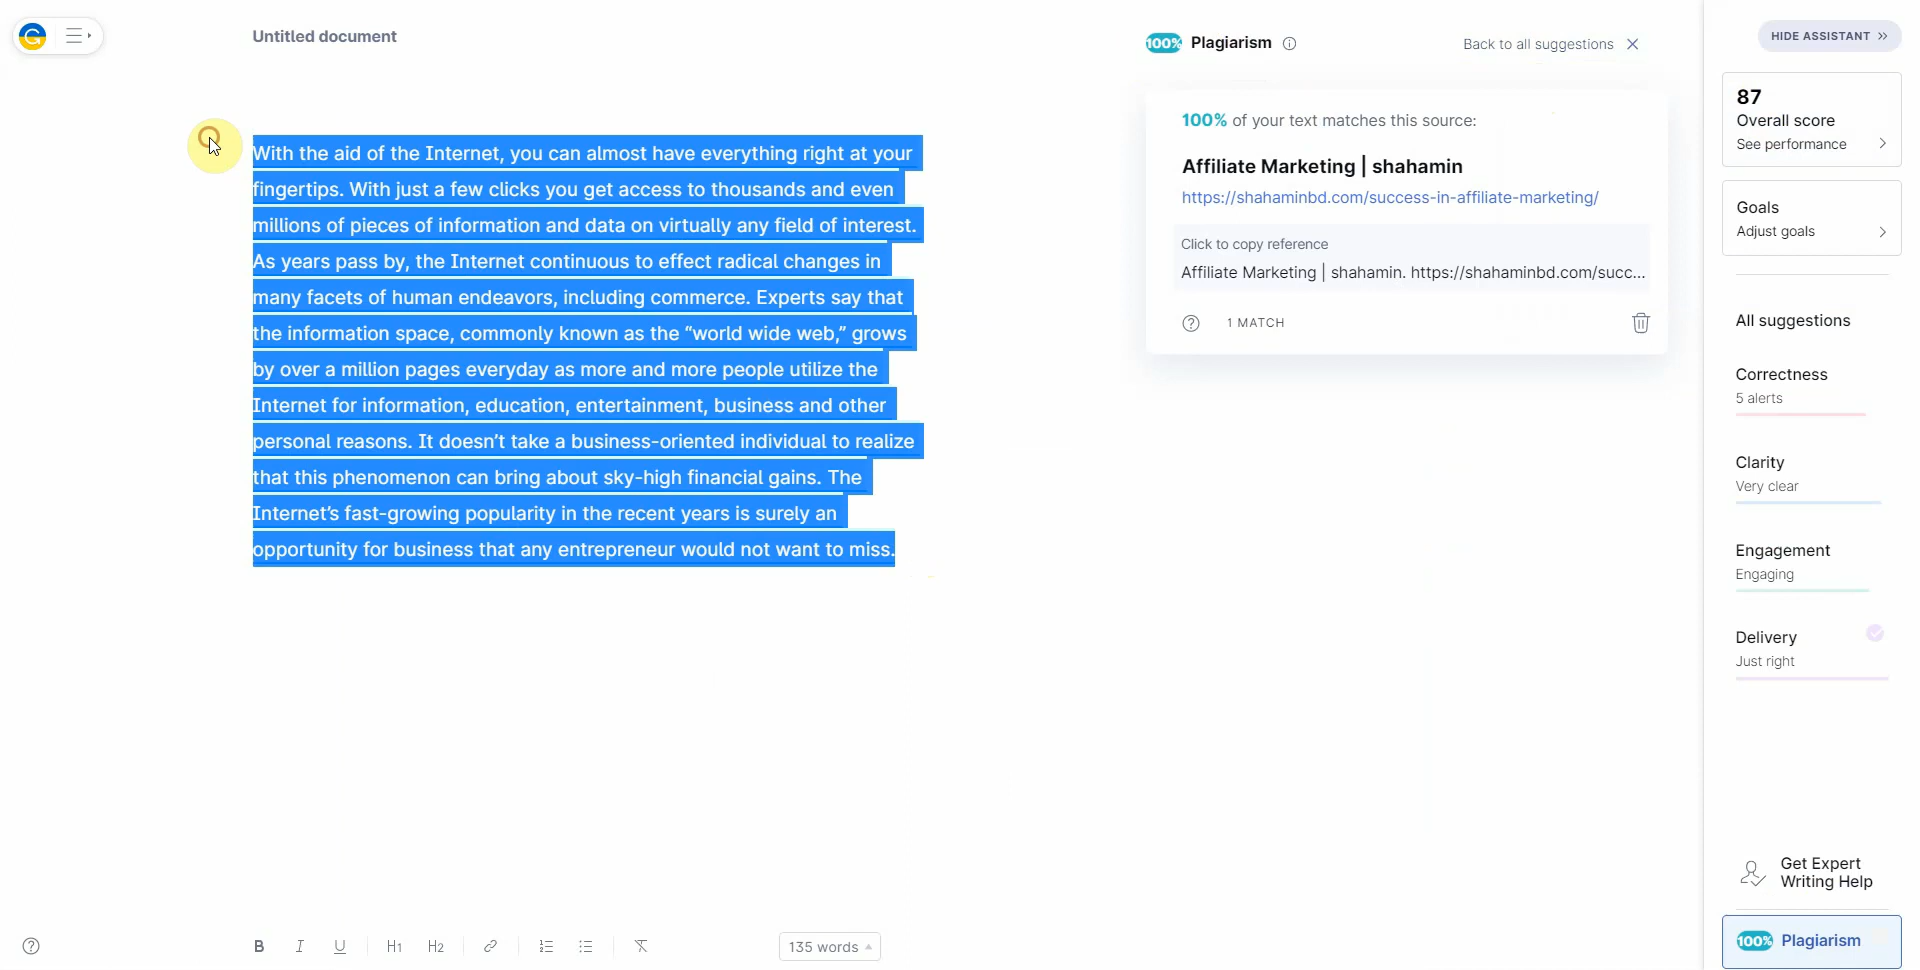 Untitled document
With the aid of the Internet, you can almost have everything right at your
fingertips. With just a few clicks you get access to thousands and even
millions of pieces of information and data on virtually any field of interest.
As years pass by, the Internet continuous to effect radical changes in
many facets of human endeavors, including commerce. Experts say that
the information space, commonly known as the “world wide web,” grows
by over a million pages everyday as more and more people utilize the
Internet for information, education, entertainment, business and other
personal reasons. It doesn’t take a business-oriented individual to realize
that this phenomenon can bring about sky-high financial gains. The
Internet’s fast-growing popularity in the recent years is surely an
opportunity for business that any entrepreneur would not want to miss.
B I U H1 H2
135 words
100% Plagiarism
Back to all suggestions
100% of your text matches this source:
Affiliate Marketing | shahamin
https://shahaminbd.com/success-in-affiliate-marketing/
Click to copy reference
Affiliate Marketing | shahamin. https://shahaminbd.com/succ...
1 MATCH
HIDE ASSISTANT
87
Overall score
See performance
Goals
Adjust goals
All suggestions
Correctness
5 alerts
Clarity
Very clear
Engagement
Engaging
Delivery
Just right
Get Expert
Writing Help
100% Plagiarism